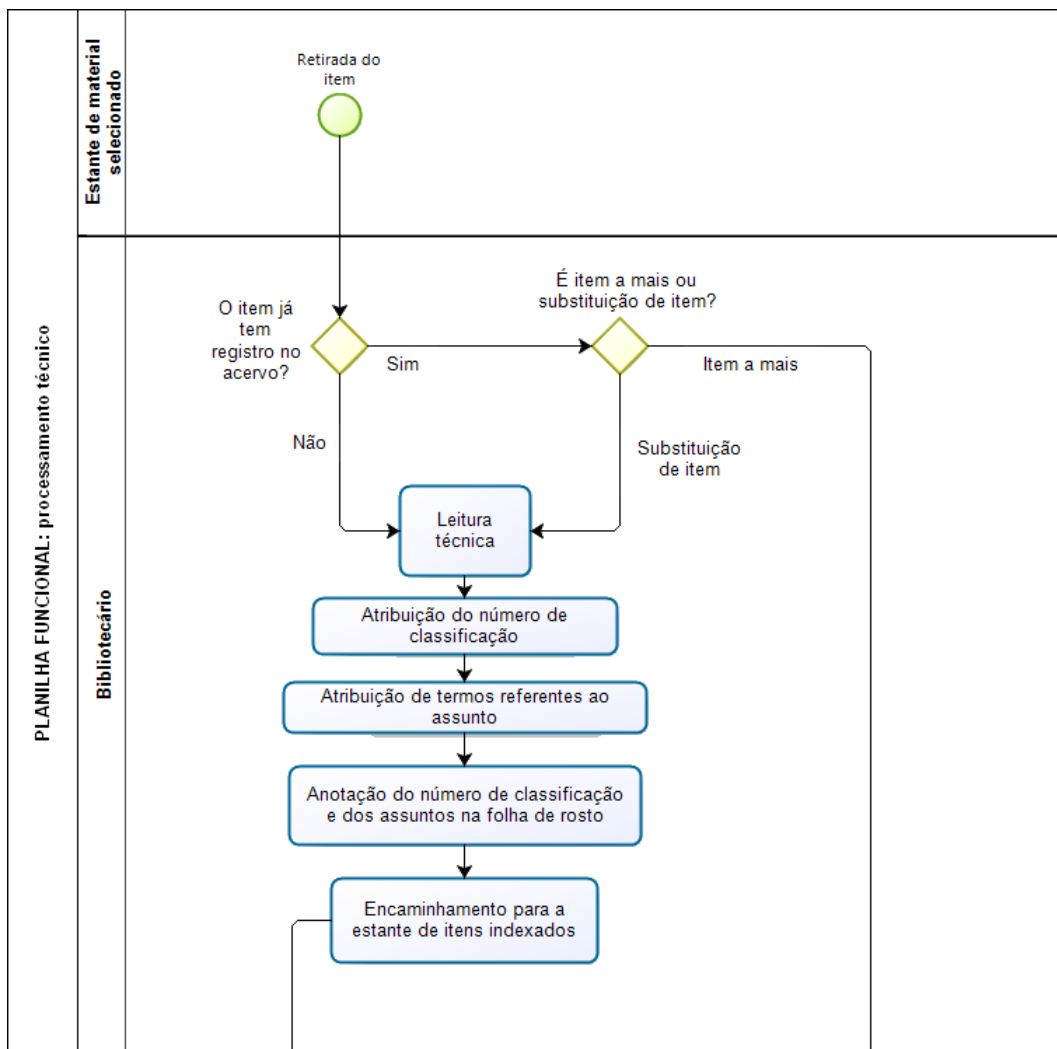 PLANILHA FUNCIONAL: processamento técnico
Estante de material
selecionado
Retirada do
item
Bibliotecário
O item já
tem
registro no
acervo?
Sim
É item a mais ou
substituição de item?
Item a mais
Não
Substituição
de item
Leitura
técnica
Atribuição do número de
classificação
Atribuição de termos referentes ao
assunto
Anotação do número de classificação
e dos assuntos na folha de rosto
Encaminhamento para a
estante de itens indexados